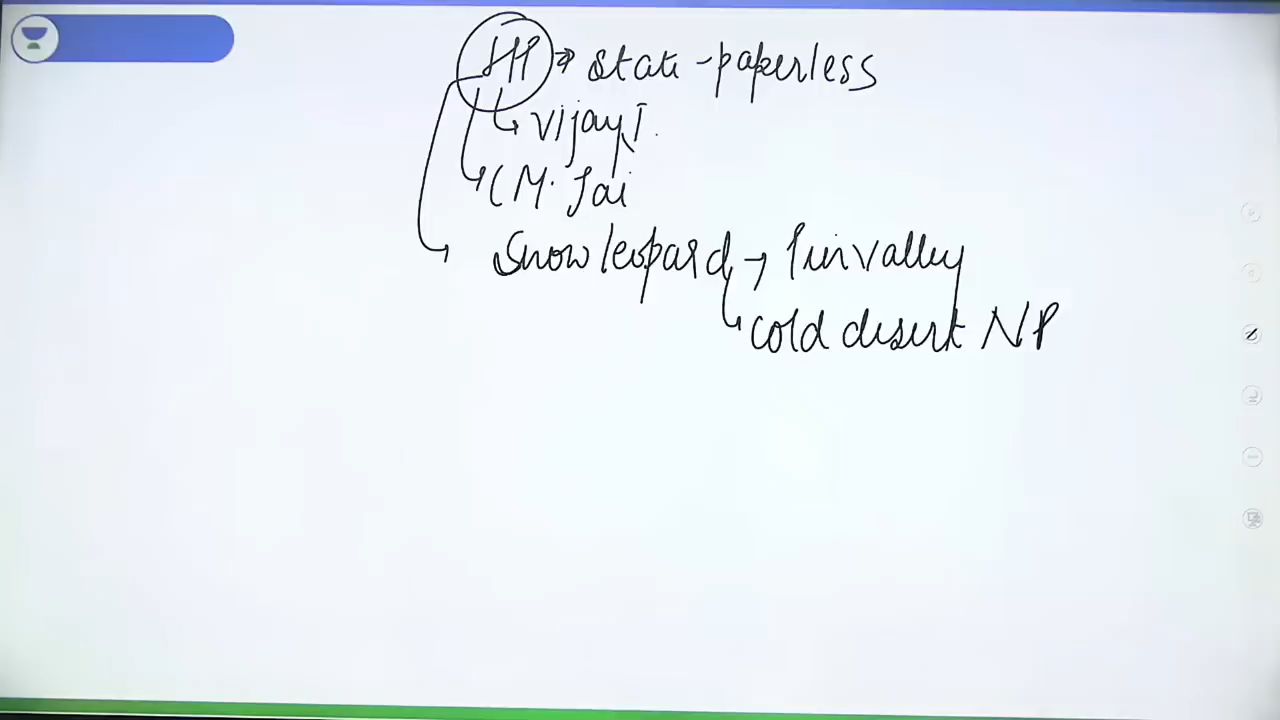 HP → state - paperless
Vijay
CM. Jai
Snow leopard → Pin valley
cold desert NP